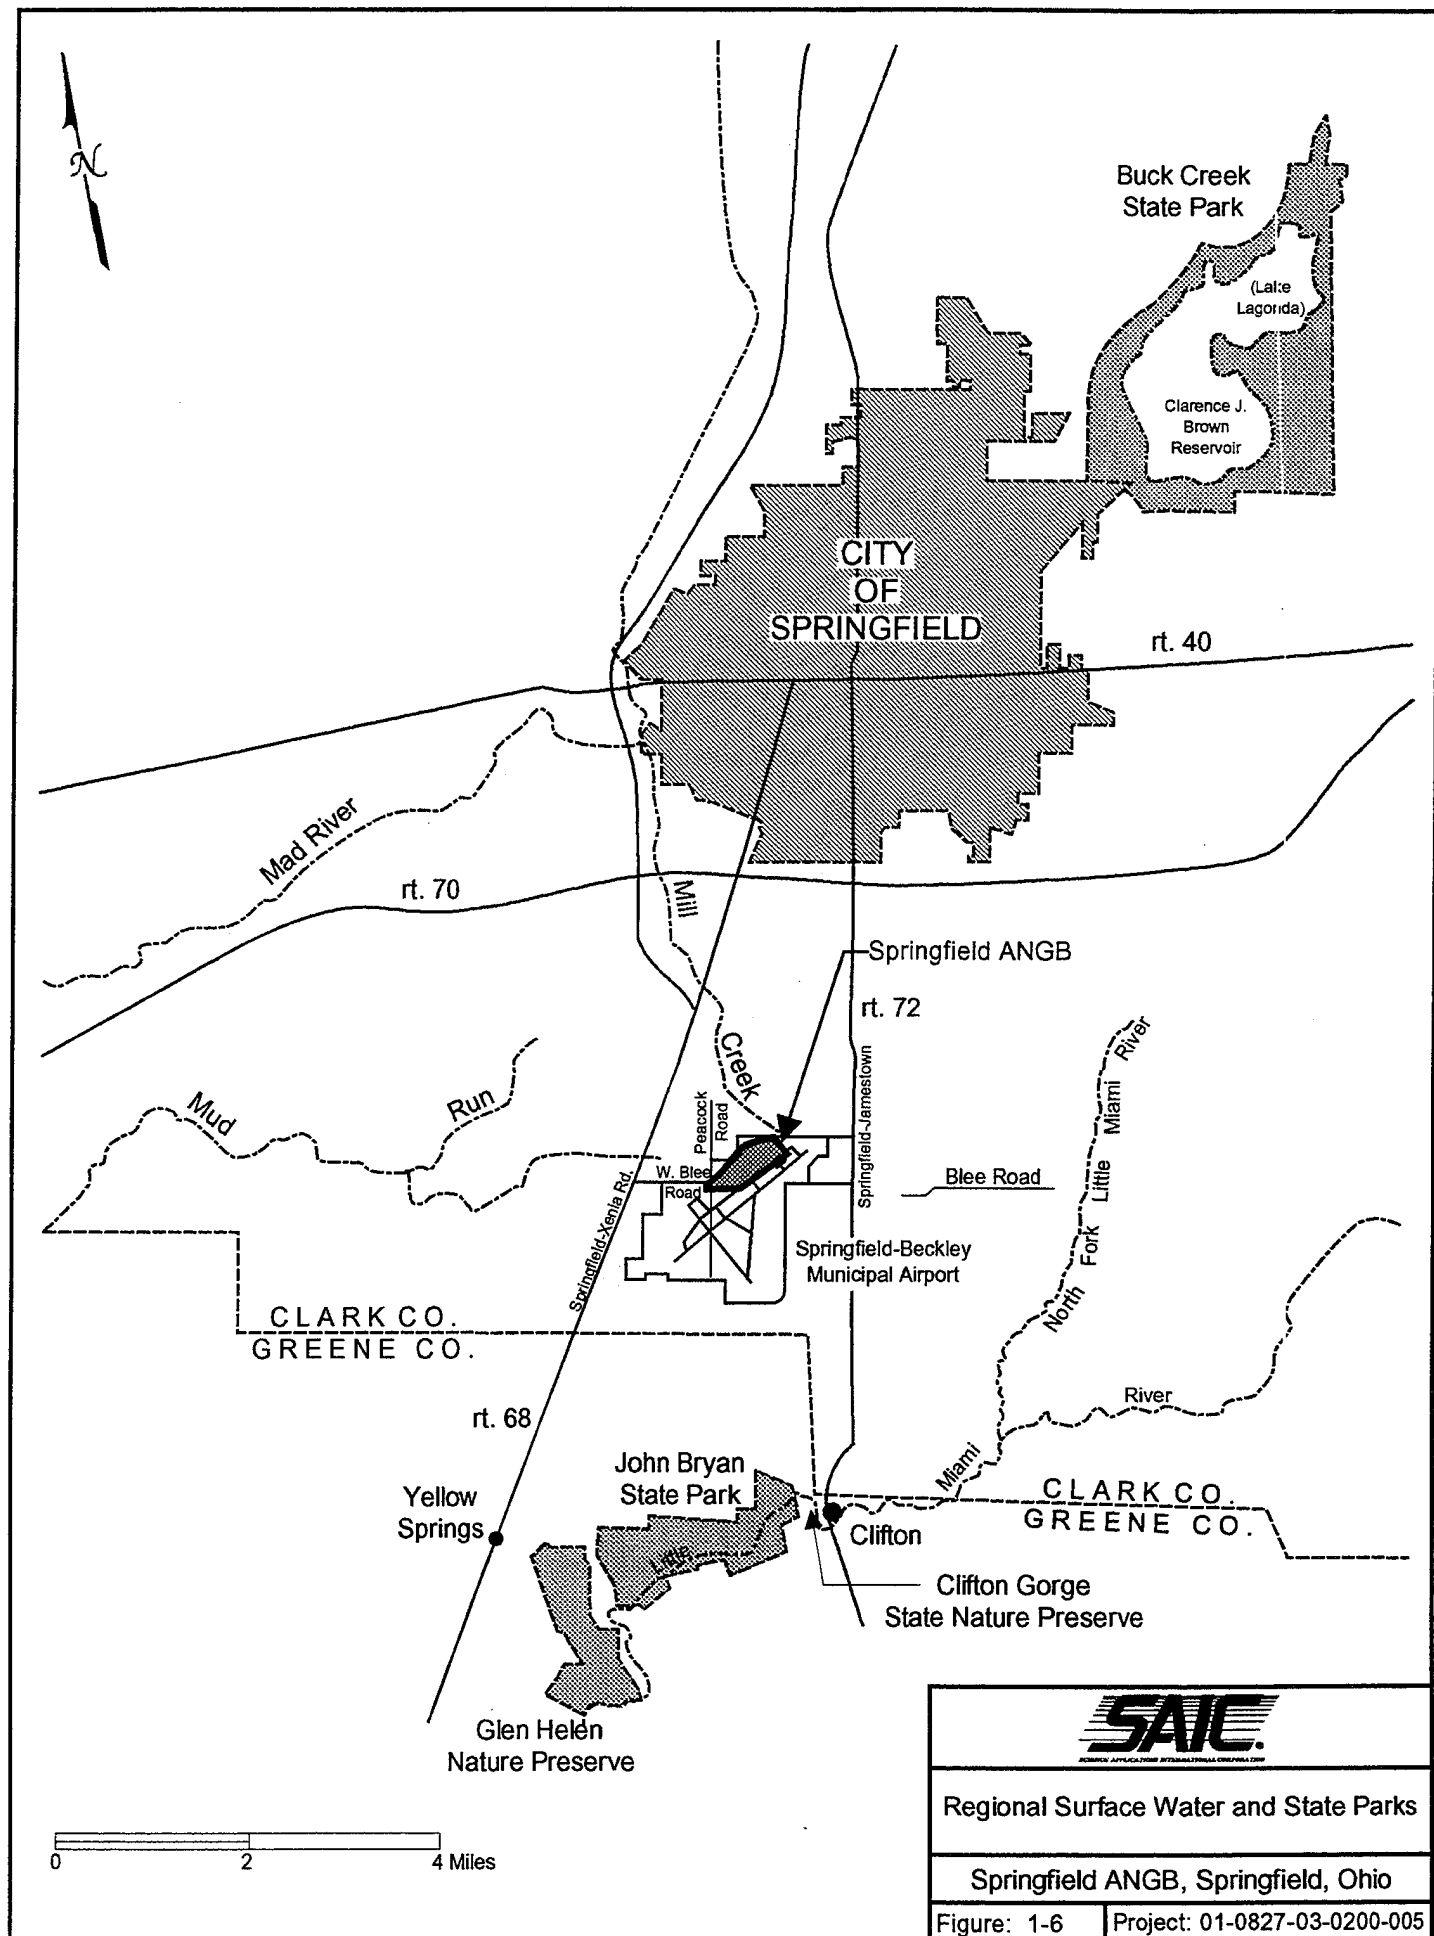 N
Buck Creek
State Park
(Lake
Lagonda)
Clarence J.
Brown
Reservoir
CITY
OF
SPRINGFIELD
rt. 40
Mad River
rt. 70
Mill
Creek
Springfield ANGB
rt. 72
Springfield-Jamestown
Mud
Run
Peacock
Road
W. Blee
Road
Blee Road
Springfield-Xenia Rd.
Springfield-Beckley
Municipal Airport
North Fork Little Miami River
CLARK CO.
GREENE CO.
rt. 68
River
Miami
Little
John Bryan
State Park
Yellow
Springs
Clifton
CLARK CO.
GREENE CO.
Clifton Gorge
State Nature Preserve
Glen Helen
Nature Preserve
0 2 4 Miles
SAIC.
SCIENCE APPLICATIONS INTERNATIONAL CORPORATION
Regional Surface Water and State Parks
Springfield ANGB, Springfield, Ohio
Figure: 1-6 Project: 01-0827-03-0200-005